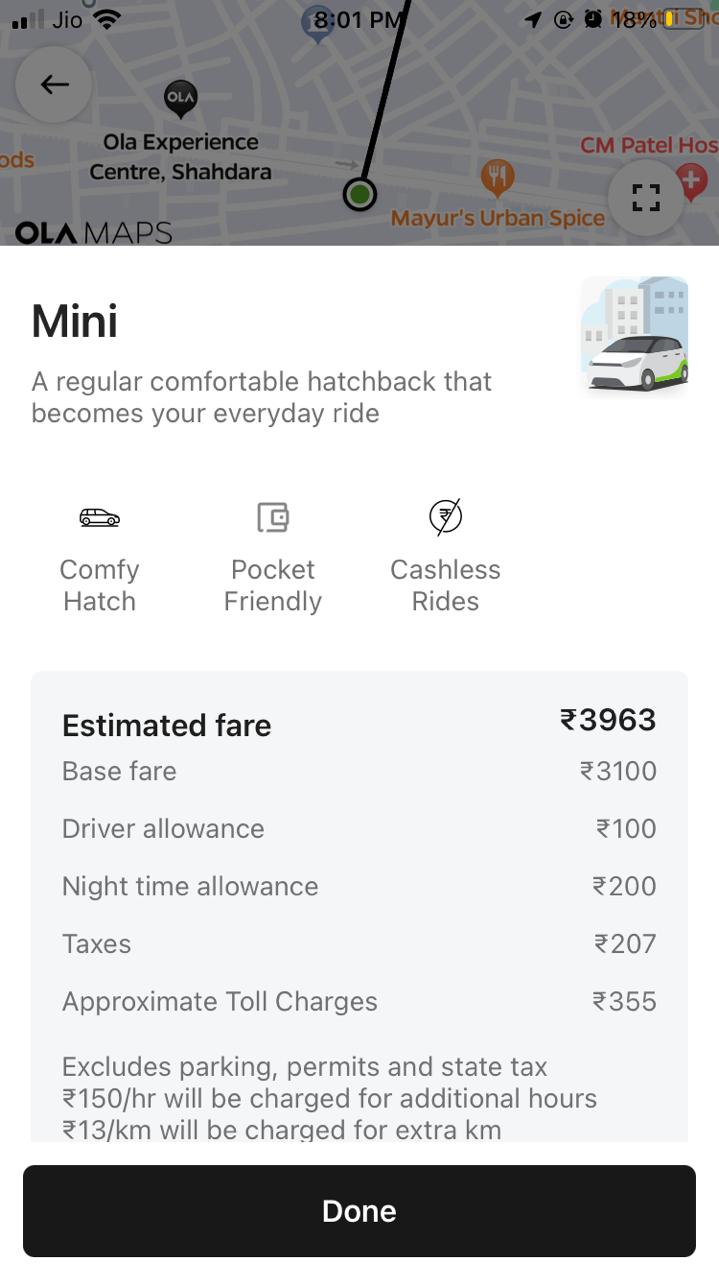 Jio 8:01 PM 18%
OLA
Ola Experience
Centre, Shahdara
CM Patel Hos
ods
Mayur's Urban Spice
OLA MAPS
Mini
A regular comfortable hatchback that
becomes your everyday ride
Comfy
Hatch
Pocket
Friendly
Cashless
Rides
Estimated fare ₹3963
Base fare ₹3100
Driver allowance ₹100
Night time allowance ₹200
Taxes ₹207
Approximate Toll Charges ₹355
Excludes parking, permits and state tax
₹150/hr will be charged for additional hours
₹13/km will be charged for extra km
Done